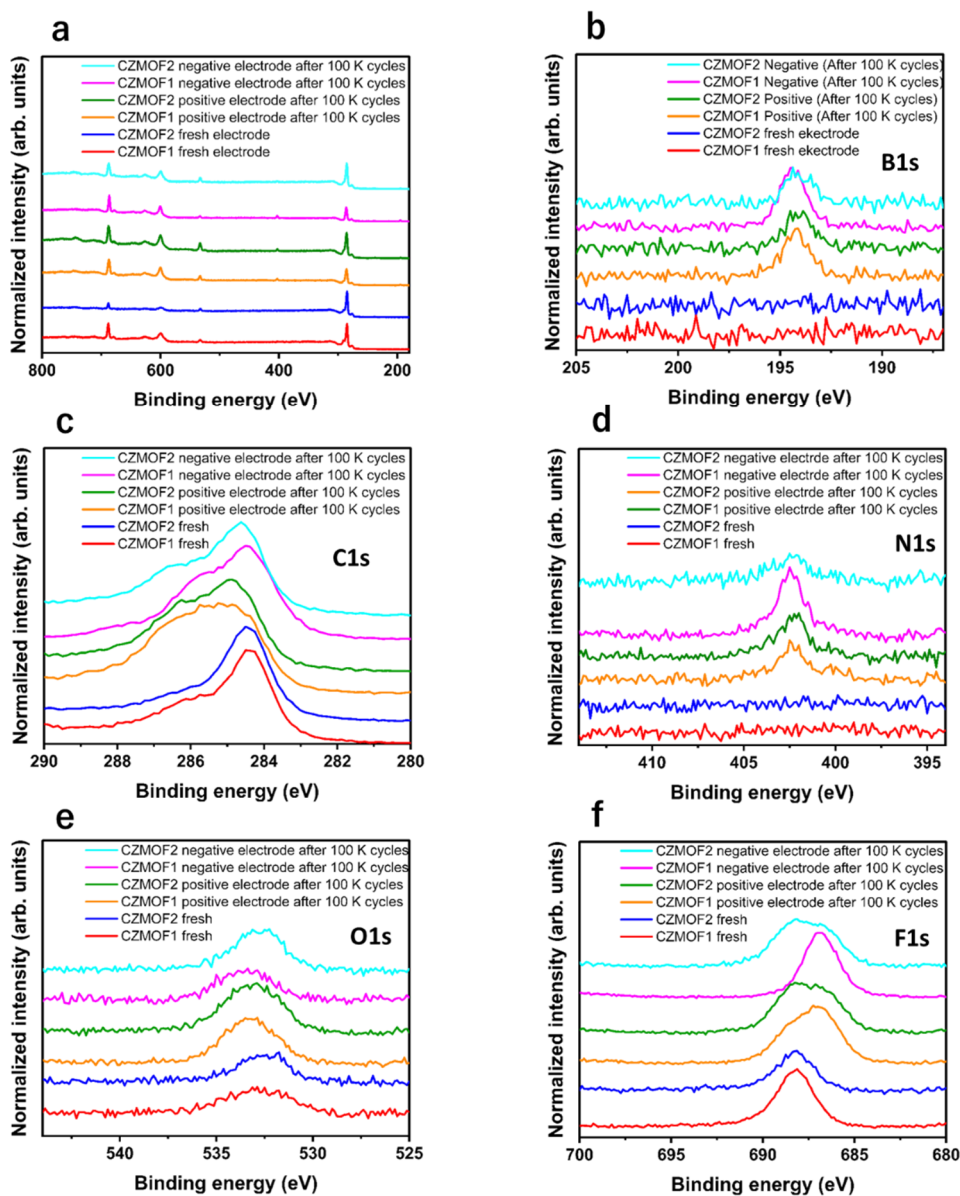 a
CZMOF2 negative electrode after 100 K cycles
CZMOF1 negative electrode after 100 K cycles
CZMOF2 positive electrode after 100 K cycles
CZMOF1 positive electrode after 100 K cycles
CZMOF2 fresh electrode
CZMOF1 fresh electrode
Normalized intensity (arb. units)
800 600 400 200
Binding energy (eV)
b
CZMOF2 Negative (After 100 K cycles)
CZMOF1 Negative (After 100 K cycles)
CZMOF2 Positive (After 100 K cycles)
CZMOF1 Positive (After 100 K cycles)
CZMOF2 fresh ekectrode
CZMOF1 fresh ekectrode
B1s
Normalized intensity (arb. units)
205 200 195 190
Binding energy (eV)
c
CZMOF2 negative electrode after 100 K cycles
CZMOF1 negative electrode after 100 K cycles
CZMOF2 positive electrode after 100 K cycles
CZMOF1 positive electrode after 100 K cycles
CZMOF2 fresh
CZMOF1 fresh
C1s
Normalized intensity (arb. units)
290 288 286 284 282 280
Binding energy (eV)
d
CZMOF2 negative electrde after 100 K cycles
CZMOF1 negative electrde after 100 K cycles
CZMOF2 positive electrde after 100 K cycles
CZMOF1 positive electrde after 100 K cycles
CZMOF2 fresh
CZMOF1 fresh
N1s
Normalized intensity (arb. units)
410 405 400 395
Binding energy (eV)
e
CZMOF2 negative electrode after 100 K cycles
CZMOF1 negative electrode after 100 K cycles
CZMOF2 positive electrode after 100 K cycles
CZMOF1 positive electrode after 100 K cycles
CZMOF2 fresh
CZMOF1 fresh
O1s
Normalized intensity (arb. units)
540 535 530 525
Binding energy (eV)
f
CZMOF2 negative electrode after 100 K cycles
CZMOF1 negative electrode after 100 K cycles
CZMOF2 positive electrode after 100 K cycles
CZMOF1 positive electrode after 100 K cycles
CZMOF2 fresh
CZMOF1 fresh
F1s
Normalized intensity (arb. units)
700 695 690 685 680
Binding energy (eV)